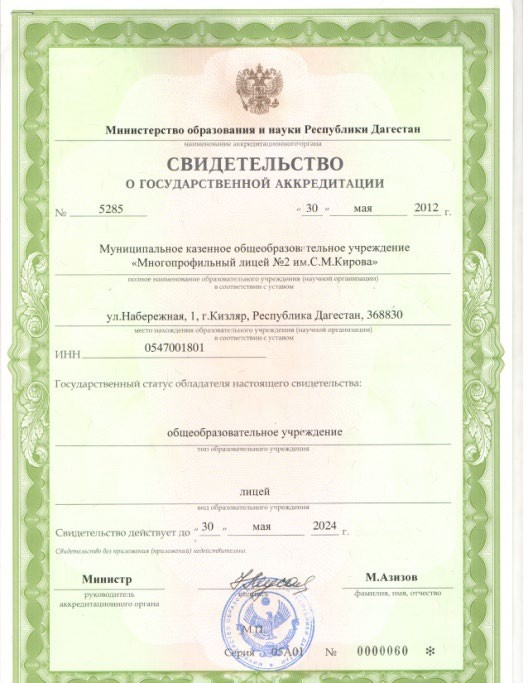 Министерство образования и науки Республики Дагестан
наименование аккредитационного органа
СВИДЕТЕЛЬСТВО
О ГОСУДАРСТВЕННОЙ АККРЕДИТАЦИИ
№ 5285 « 30 » мая 2012 г.
Муниципальное казенное общеобразовательное учреждение
«Многопрофильный лицей №2 им.С.М.Кирова»
полное наименование образовательного учреждения (научной организации)
в соответствии с уставом
ул.Набережная, 1, г.Кизляр, Республика Дагестан, 368830
место нахождения образовательного учреждения (научной организации)
в соответствии с уставом
ИНН 0547001801
Государственный статус обладателя настоящего свидетельства:
общеобразовательное учреждение
тип образовательного учреждения
лицей
вид образовательного учреждения
Свидетельство действует до « 30 » мая 2024 г.
Свидетельство без приложения (приложений) недействительно.
Министр М.Азизов
руководитель подпись фамилия, имя, отчество
аккредитационного органа
М.П.
Серия 05А01 № 0000060 *